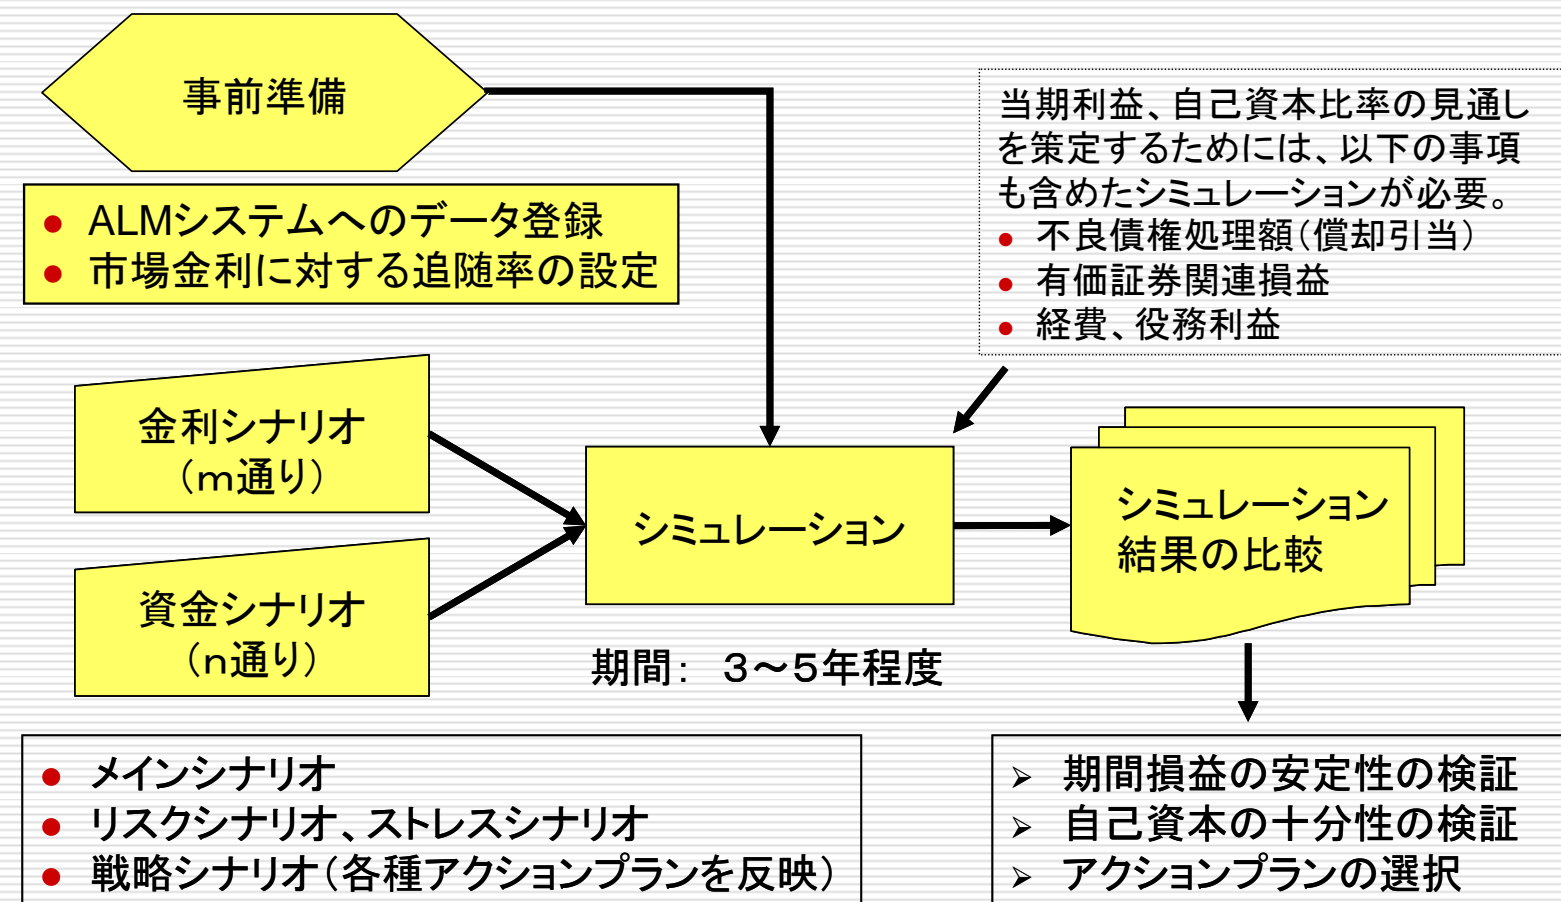 事前準備
● ALMシステムへのデータ登録
● 市場金利に対する追随率の設定
当期利益、自己資本比率の見通し
を策定するためには、以下の事項
も含めたシミュレーションが必要。
● 不良債権処理額(償却引当)
● 有価証券関連損益
● 経費、役務利益
金利シナリオ
(m通り)
資金シナリオ
(n通り)
シミュレーション
シミュレーション
結果の比較
期間: 3~5年程度
● メインシナリオ
● リスクシナリオ、ストレスシナリオ
● 戦略シナリオ(各種アクションプランを反映)
➢ 期間損益の安定性の検証
➢ 自己資本の十分性の検証
➢ アクションプランの選択